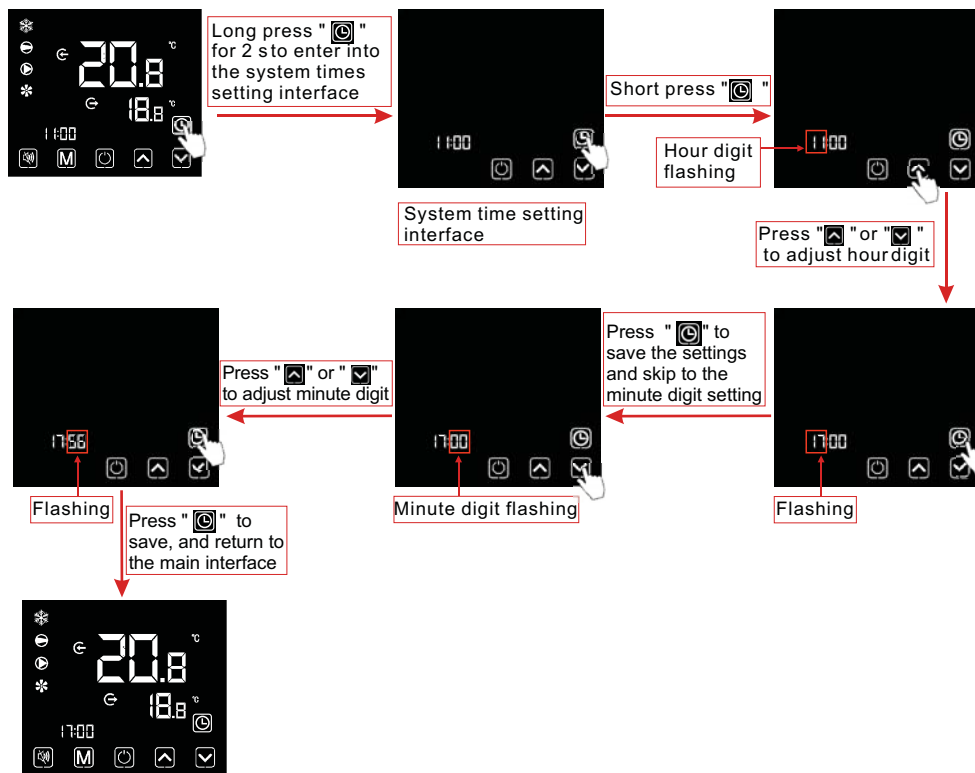 20.8 °C
18.8 °C
11:00
M
Long press " "
for 2 s to enter into
the system times
setting interface
11:00
System time setting
interface
Short press " "
Hour digit
flashing
11:00
Press " " or " "
to adjust hour digit
17:00
Flashing
Press " " to
save the settings
and skip to the
minute digit setting
17:00
Minute digit flashing
Press " " or " "
to adjust minute digit
17:56
Flashing
Press " " to
save, and return to
the main interface
20.8 °C
18.8 °C
17:00
M